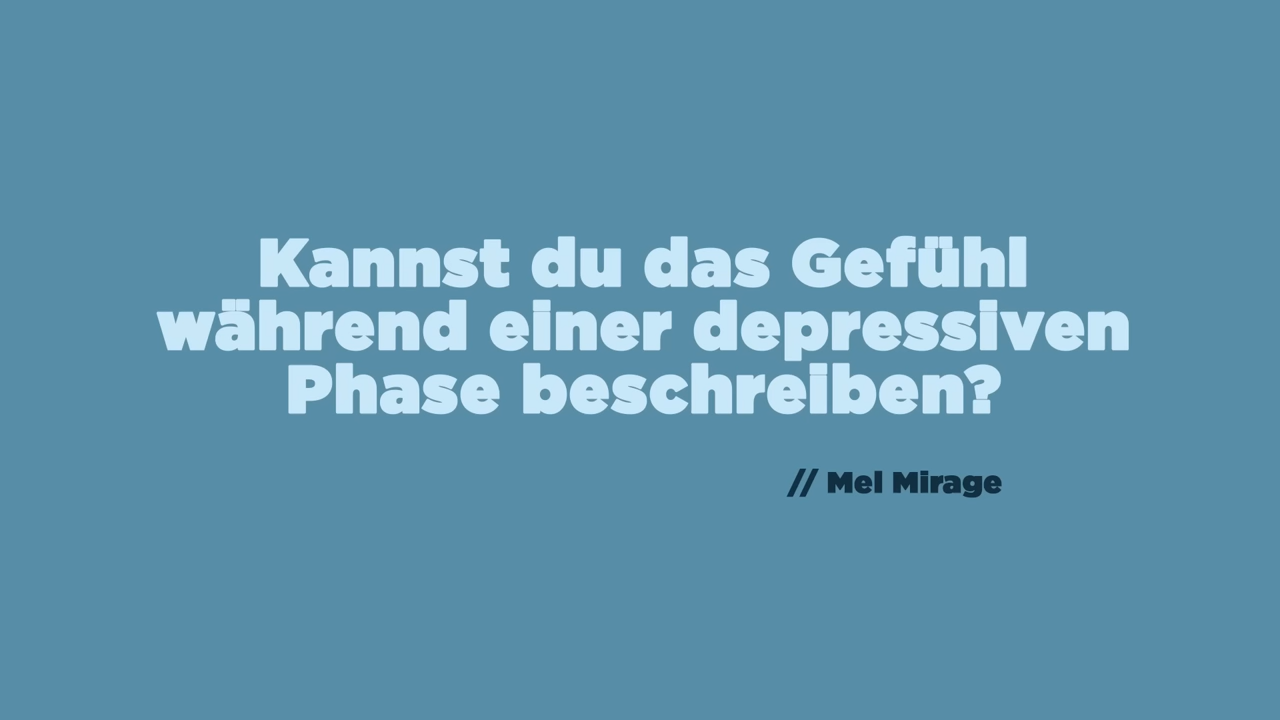 Kannst du das Gefühl
während einer depressiven
Phase beschreiben?
// Mel Mirage